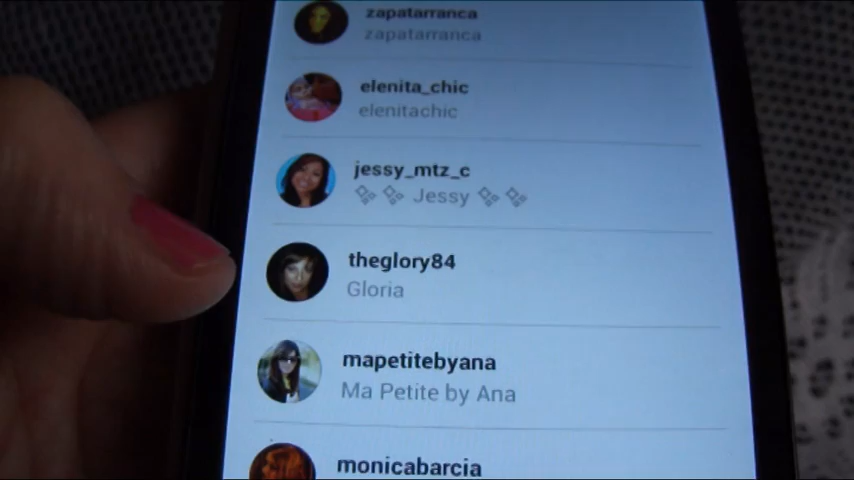 zapatarranca
zapatarranca
elenita_chic
elenitachic
jessy_mtz_c
Jessy
theglory84
Gloria
mapetitebyana
Ma Petite by Ana
monicabarcia